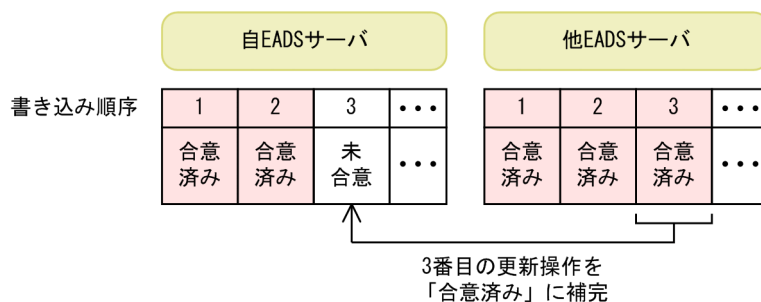 自EADSサーバ 他EADSサーバ
書き込み順序 1 2 3 ・・・ 1 2 3 ・・・
合意 合意 未 ・・・ 合意 合意 合意 ・・・
済み 済み 合意 済み 済み 済み
3番目の更新操作を
「合意済み」に補完